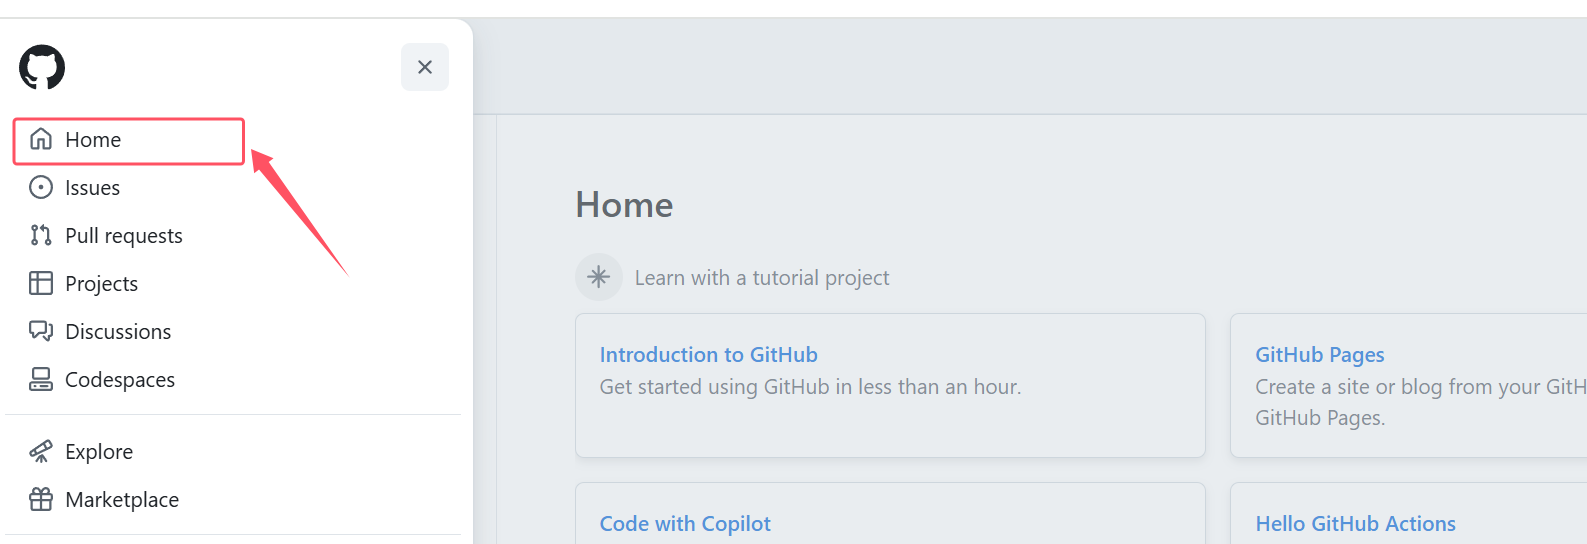 Home
Issues
Pull requests
Projects
Discussions
Codespaces
Explore
Marketplace
Home
Learn with a tutorial project
Introduction to GitHub
Get started using GitHub in less than an hour.
GitHub Pages
Create a site or blog from your GitH
GitHub Pages.
Code with Copilot
Hello GitHub Actions